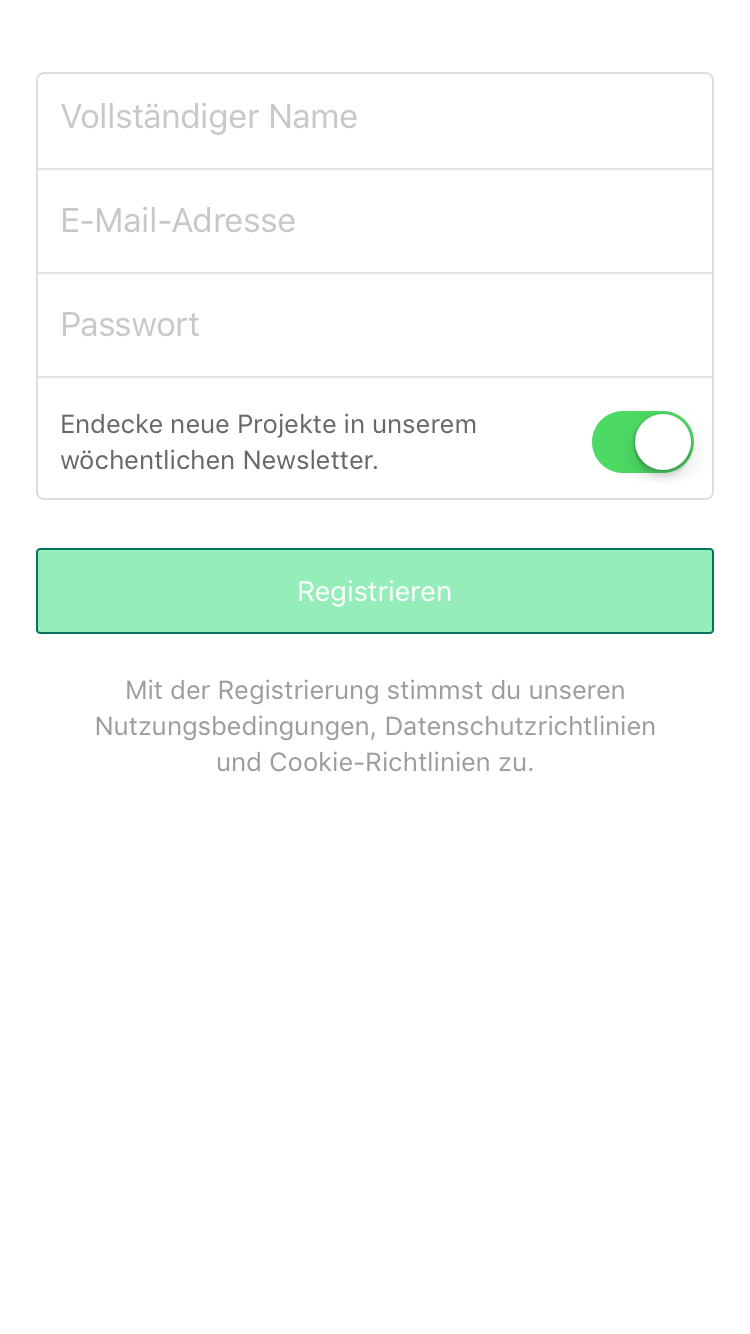 Vollständiger Name
E-Mail-Adresse
Passwort
Endecke neue Projekte in unserem
wöchentlichen Newsletter.
Registrieren
Mit der Registrierung stimmst du unseren
Nutzungsbedingungen, Datenschutzrichtlinien
und Cookie-Richtlinien zu.